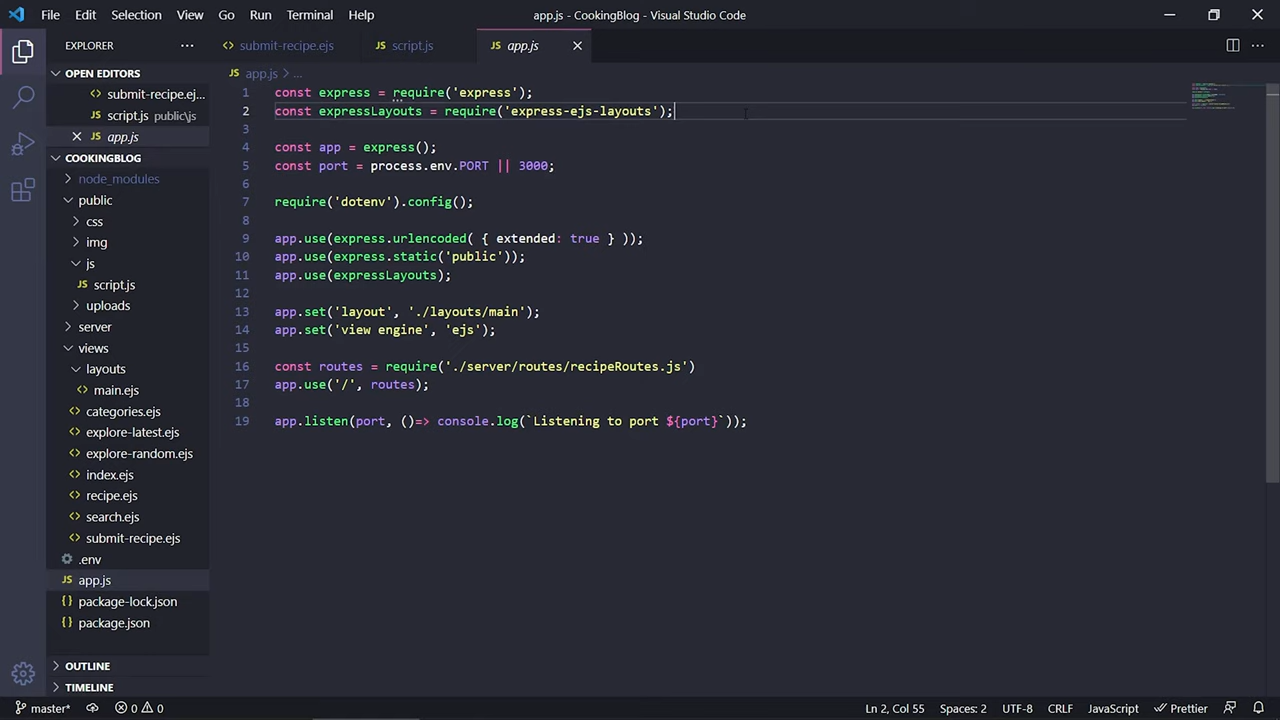 File Edit Selection View Go Run Terminal Help app.js - CookingBlog - Visual Studio Code
EXPLORER
submit-recipe.ejs script.js app.js
OPEN EDITORS
submit-recipe.ej...
script.js public\js
app.js
COOKINGBLOG
node_modules
public
css
img
js
script.js
uploads
server
views
layouts
main.ejs
categories.ejs
explore-latest.ejs
explore-random.ejs
index.ejs
recipe.ejs
search.ejs
submit-recipe.ejs
.env
app.js
package-lock.json
package.json
OUTLINE
TIMELINE
JS app.js > ...
1 const express = require('express');
2 const expressLayouts = require('express-ejs-layouts');
3
4 const app = express();
5 const port = process.env.PORT || 3000;
6
7 require('dotenv').config();
8
9 app.use(express.urlencoded( { extended: true } ));
10 app.use(express.static('public'));
11 app.use(expressLayouts);
12
13 app.set('layout', './layouts/main');
14 app.set('view engine', 'ejs');
15
16 const routes = require('./server/routes/recipeRoutes.js')
17 app.use('/', routes);
18
19 app.listen(port, ()=> console.log(`Listening to port ${port}`));
master* 0 0 Ln 2, Col 55 Spaces: 2 UTF-8 CRLF JavaScript Prettier